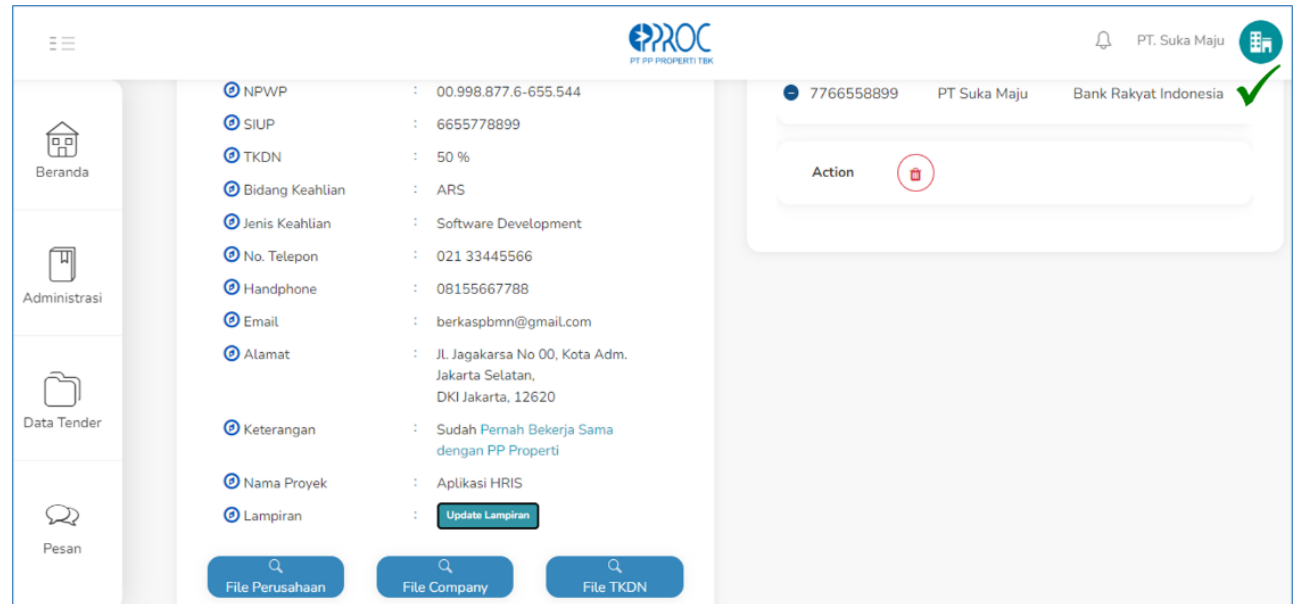 EPROC
PT PP PROPERTI TBK
PT. Suka Maju
Beranda
Administrasi
Data Tender
Pesan
NPWP : 00.998.877.6-655.544
SIUP : 6655778899
TKDN : 50 %
Bidang Keahlian : ARS
Jenis Keahlian : Software Development
No. Telepon : 021 33445566
Handphone : 08155667788
Email : berkaspbmn@gmail.com
Alamat : Jl. Jagakarsa No 00, Kota Adm.
Jakarta Selatan,
DKI Jakarta, 12620
Keterangan : Sudah Pernah Bekerja Sama
dengan PP Properti
Nama Proyek : Aplikasi HRIS
Lampiran : Update Lampiran
File Perusahaan File Company File TKDN
7766558899 PT Suka Maju Bank Rakyat Indonesia
Action